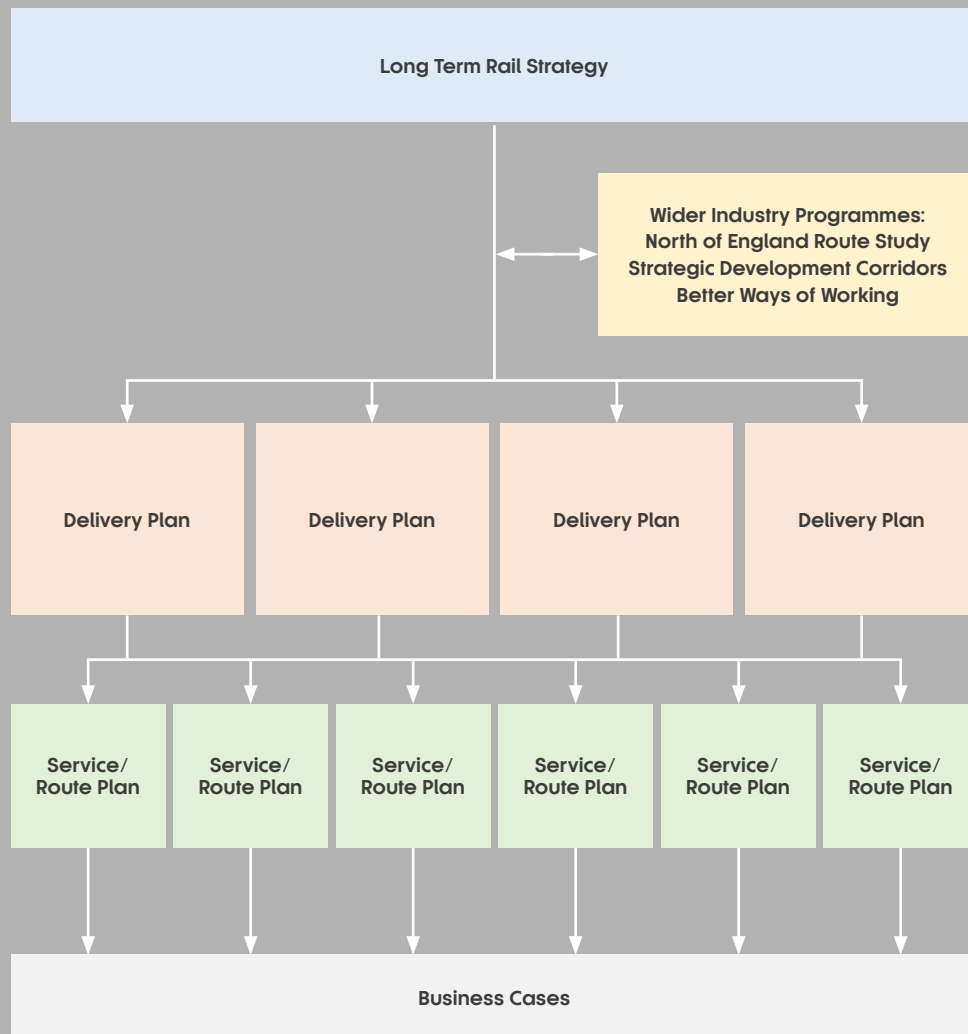 Long Term Rail Strategy
Wider Industry Programmes:
North of England Route Study
Strategic Development Corridors
Better Ways of Working
Delivery Plan
Delivery Plan
Delivery Plan
Delivery Plan
Service/
Route Plan
Service/
Route Plan
Service/
Route Plan
Service/
Route Plan
Service/
Route Plan
Service/
Route Plan
Business Cases